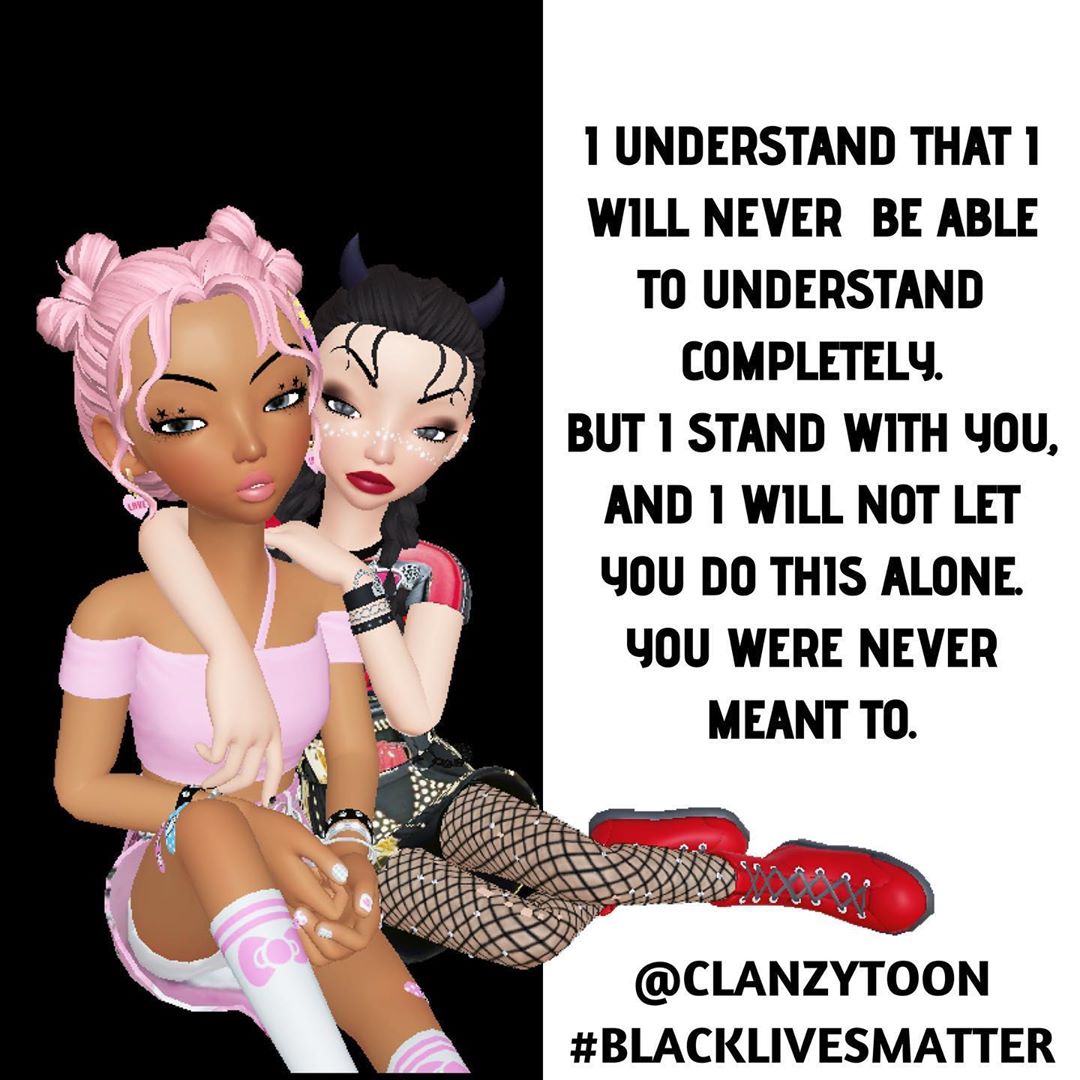 I UNDERSTAND THAT I
WILL NEVER BE ABLE
TO UNDERSTAND
COMPLETELY.
BUT I STAND WITH YOU,
AND I WILL NOT LET
YOU DO THIS ALONE.
YOU WERE NEVER
MEANT TO.
LOVE
@CLANZYTOON
#BLACKLIVESMATTER